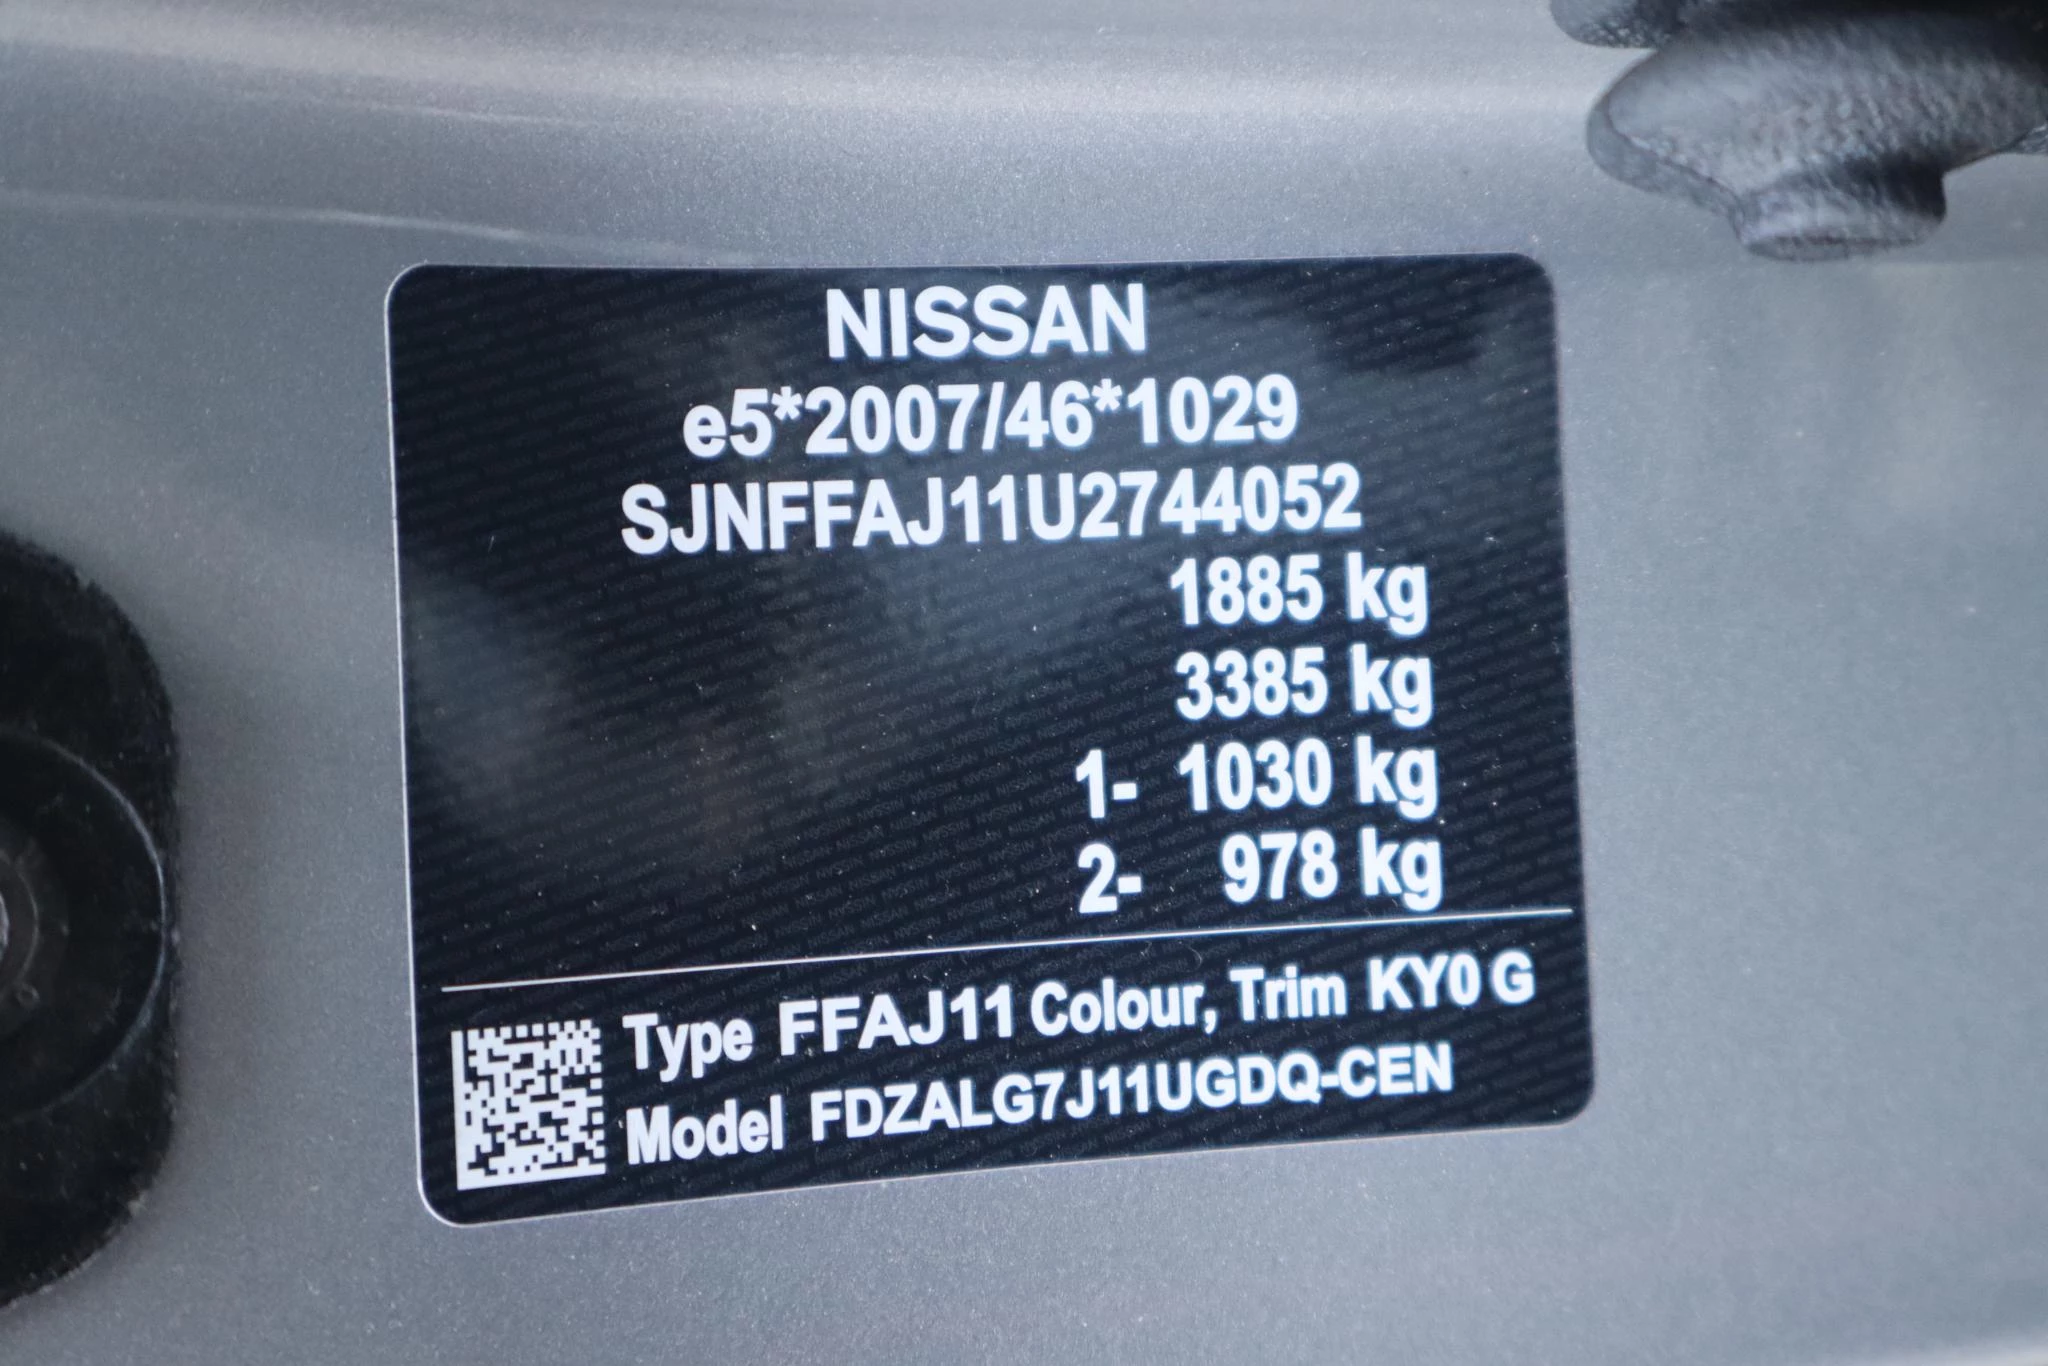 NISSAN
e5*2007/46*1029
SJNFFAJ11U2744052
1885 kg
3385 kg
1- 1030 kg
2- 978 kg
Type FFAJ11 Colour, Trim KY0 G
Model FDZALG7J11UGDQ-CEN